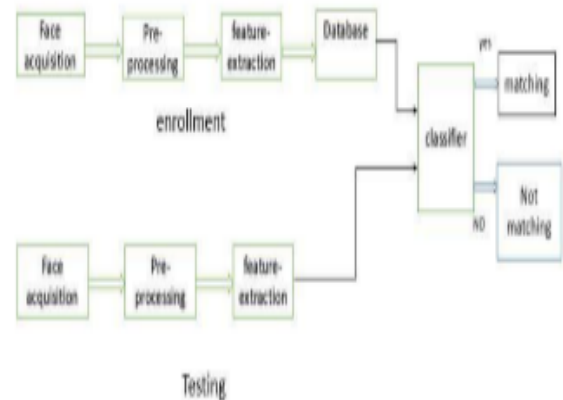 Face
acquisition
Pre-
processing
feature-
extraction
Database
enrollment
classifier
yes
matching
NO
Not
matching
Face
acquisition
Pre-
processing
feature-
extraction
Testing